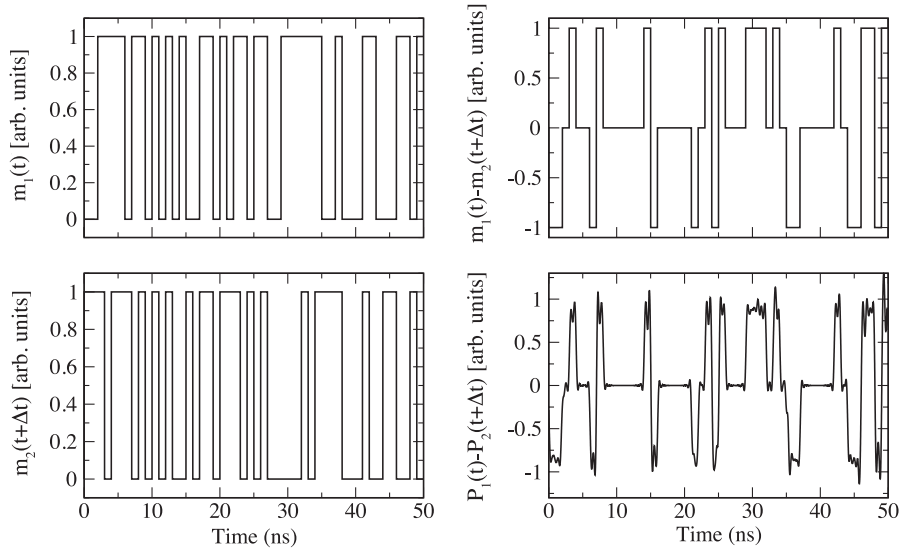 1
0.8
0.6
0.4
0.2
0
m₁(t) [arb. units]
1
0.5
0
-0.5
-1
m₁(t)-m₂(t+Δt) [arb. units]
1
0.8
0.6
0.4
0.2
0
m₂(t+Δt) [arb. units]
0 10 20 30 40 50
Time (ns)
1
0.5
0
-0.5
-1
P₁(t)-P₂(t+Δt) [arb. units]
0 10 20 30 40 50
Time (ns)